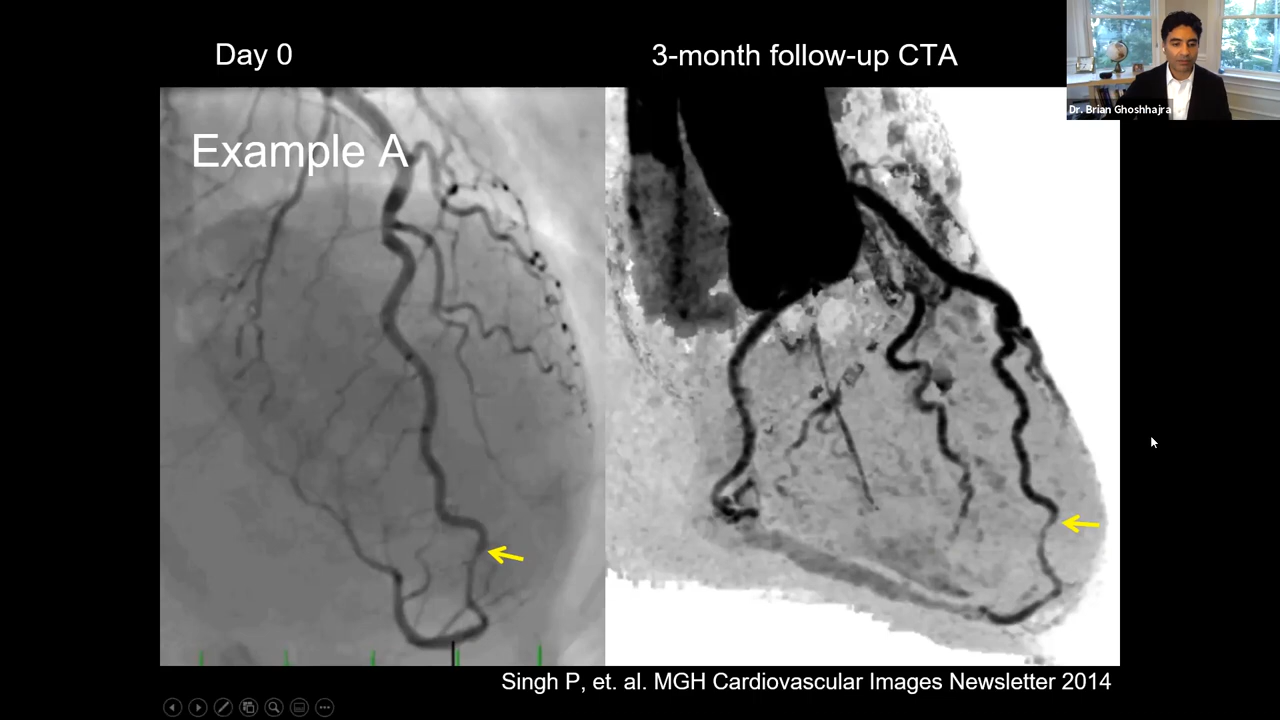 Day 0
3-month follow-up CTA
Dr. Brian Ghoshhajra
Example A
Singh P, et. al. MGH Cardiovascular Images Newsletter 2014